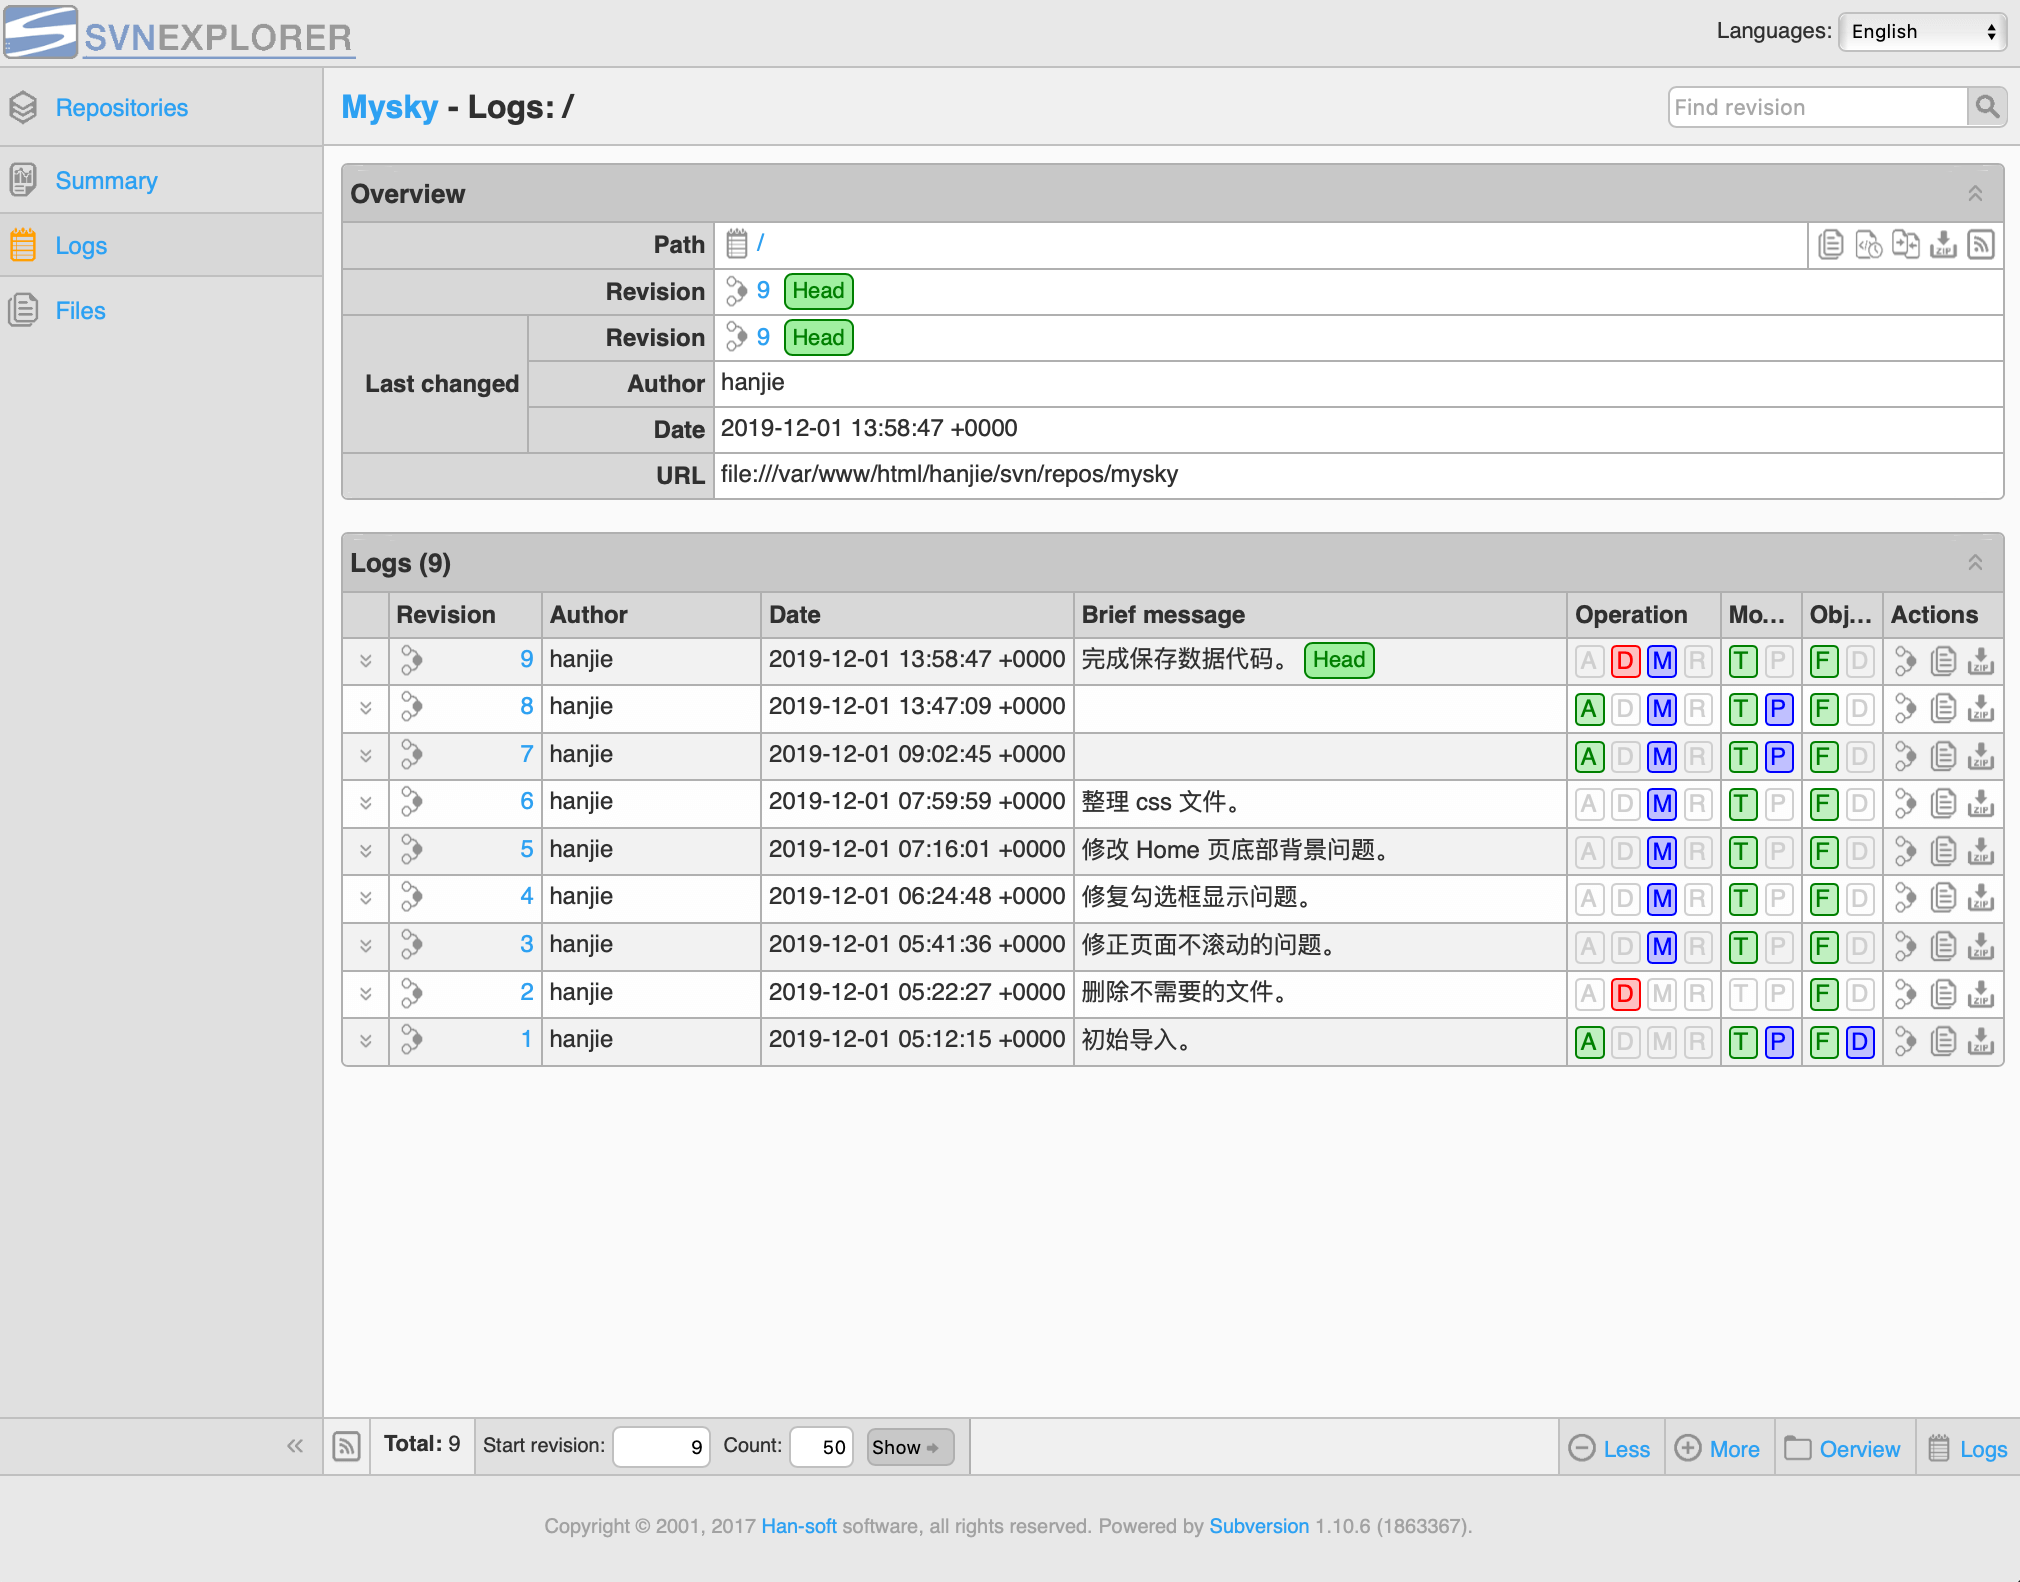 SVNEXPLORER
Languages: English
Repositories
Summary
Logs
Files
Mysky - Logs: /
Find revision
Overview
Path /
Revision 9 Head
Last changed
Revision 9 Head
Author hanjie
Date 2019-12-01 13:58:47 +0000
URL file:///var/www/html/hanjie/svn/repos/mysky
Logs (9)
Revision Author Date Brief message Operation Mo... Obj... Actions
9 hanjie 2019-12-01 13:58:47 +0000 完成保存数据代码。 Head A D M R T P F D ZIP
8 hanjie 2019-12-01 13:47:09 +0000 A D M R T P F D ZIP
7 hanjie 2019-12-01 09:02:45 +0000 A D M R T P F D ZIP
6 hanjie 2019-12-01 07:59:59 +0000 整理 css 文件。 A D M R T P F D ZIP
5 hanjie 2019-12-01 07:16:01 +0000 修改 Home 页底部背景问题。 A D M R T P F D ZIP
4 hanjie 2019-12-01 06:24:48 +0000 修复勾选框显示问题。 A D M R T P F D ZIP
3 hanjie 2019-12-01 05:41:36 +0000 修正页面不滚动的问题。 A D M R T P F D ZIP
2 hanjie 2019-12-01 05:22:27 +0000 删除不需要的文件。 A D M R T P F D ZIP
1 hanjie 2019-12-01 05:12:15 +0000 初始导入。 A D M R T P F D ZIP
Total: 9 Start revision: 9 Count: 50 Show Less More Oerview Logs
Copyright © 2001, 2017 Han-soft software, all rights reserved. Powered by Subversion 1.10.6 (1863367).